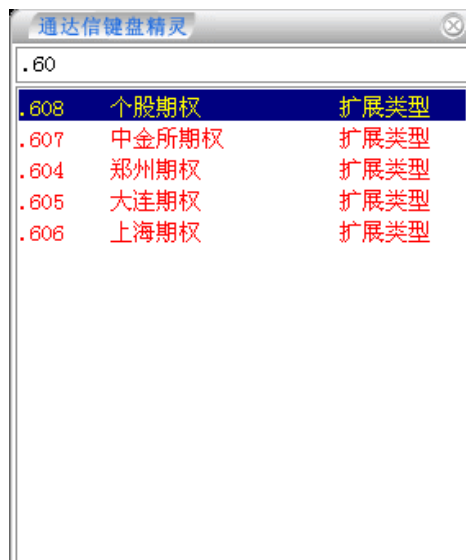 通达信键盘精灵
.60
.608 个股期权 扩展类型
.607 中金所期权 扩展类型
.604 郑州期权 扩展类型
.605 大连期权 扩展类型
.606 上海期权 扩展类型